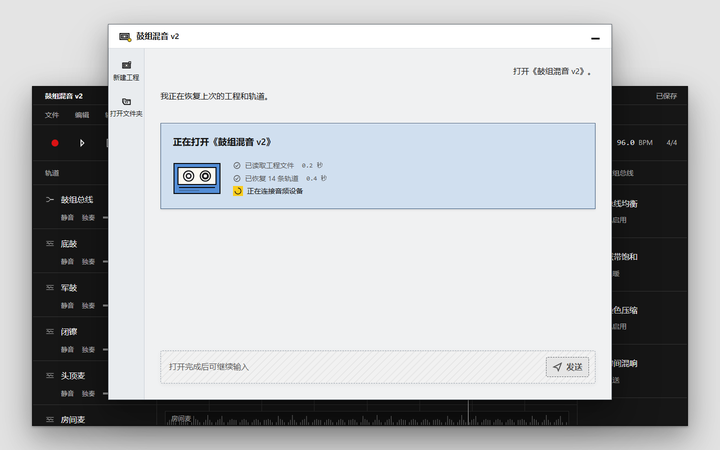 鼓组混音 v2
新建工程
打开文件夹
打开《鼓组混音 v2》。
我正在恢复上次的工程和轨道。
正在打开《鼓组混音 v2》
已读取工程文件 0.2 秒
已恢复 14 条轨道 0.4 秒
正在连接音频设备
打开完成后可继续输入
发送
鼓组混音 v2
已保存
文件 编辑
96.0 BPM 4/4
轨道
鼓组总线
静音 独奏
底鼓
静音 独奏
军鼓
静音 独奏
闭镲
静音 独奏
头顶麦
静音 独奏
房间麦
房间麦
组总线
线均衡
启用
带饱和
暖
色压缩
启用
间混响
送